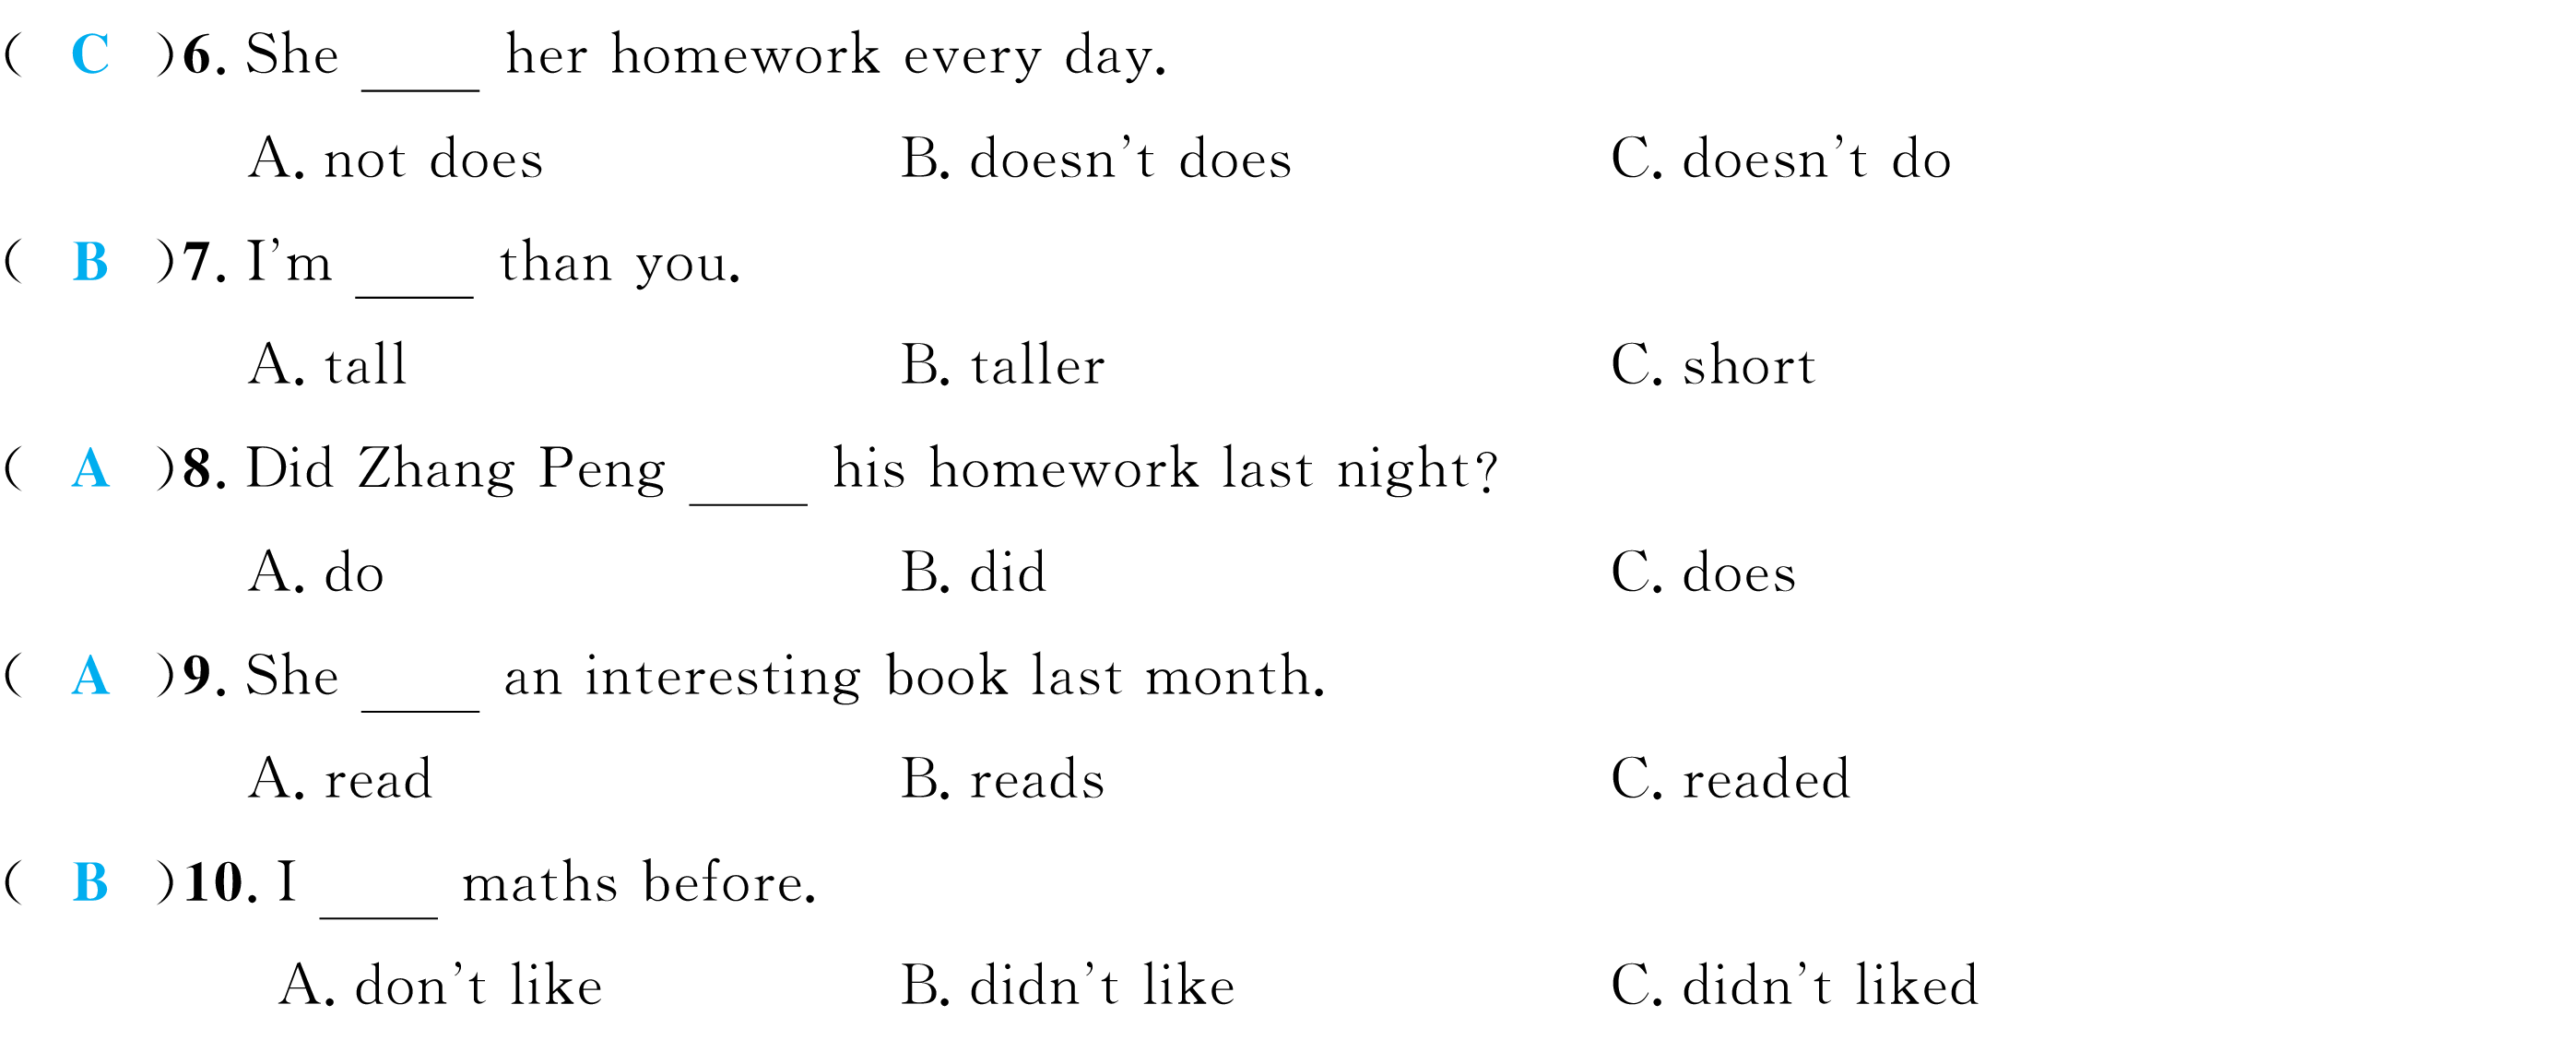 ( C )6. She ____ her homework every day.
A. not does B. doesn't does C. doesn't do
( B )7. I'm ____ than you.
A. tall B. taller C. short
( A )8. Did Zhang Peng ____ his homework last night?
A. do B. did C. does
( A )9. She ____ an interesting book last month.
A. read B. reads C. readed
( B )10. I ____ maths before.
A. don't like B. didn't like C. didn't liked